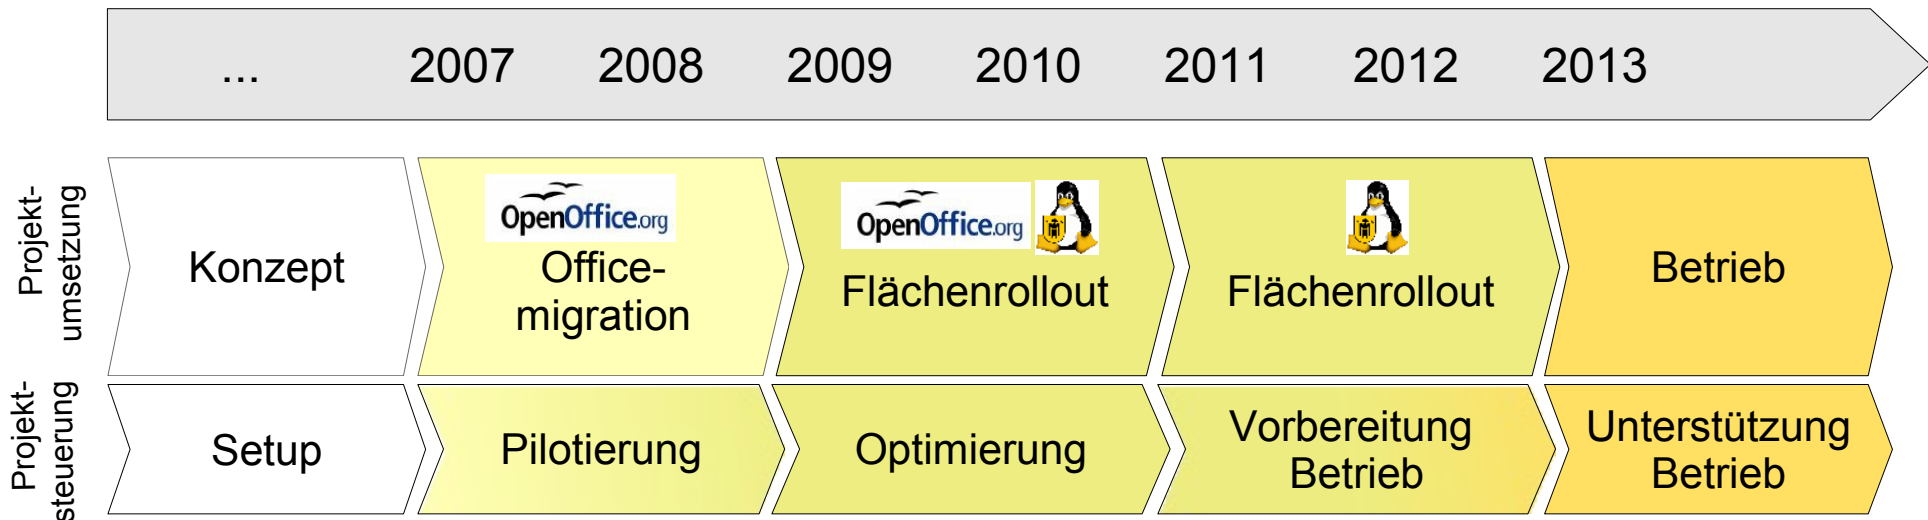 ... 2007 2008 2009 2010 2011 2012 2013
Projekt-
umsetzung
Konzept
OpenOffice.org
Office-
migration
OpenOffice.org
Flächenrollout
Flächenrollout
Betrieb
Projekt-
steuerung
Setup
Pilotierung
Optimierung
Vorbereitung
Betrieb
Unterstützung
Betrieb